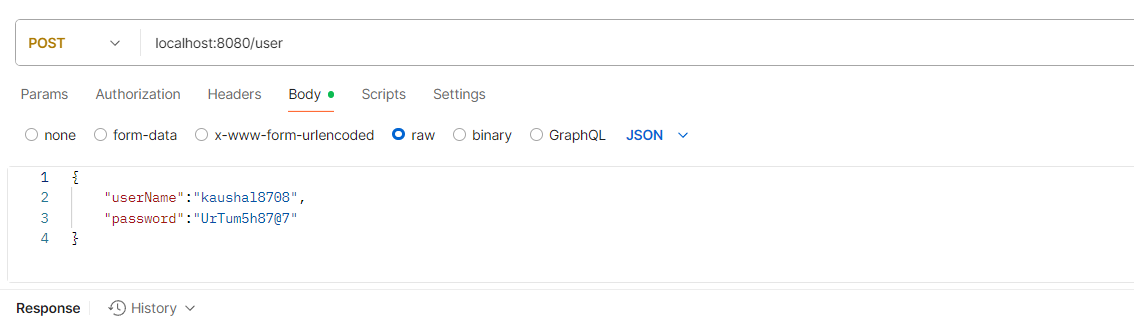 POST localhost:8080/user
Params Authorization Headers Body Scripts Settings
none form-data x-www-form-urlencoded raw binary GraphQL JSON
1 {
2 "userName":"kaushal8708",
3 "password":"UrTum5h87@7"
4 }
Response History